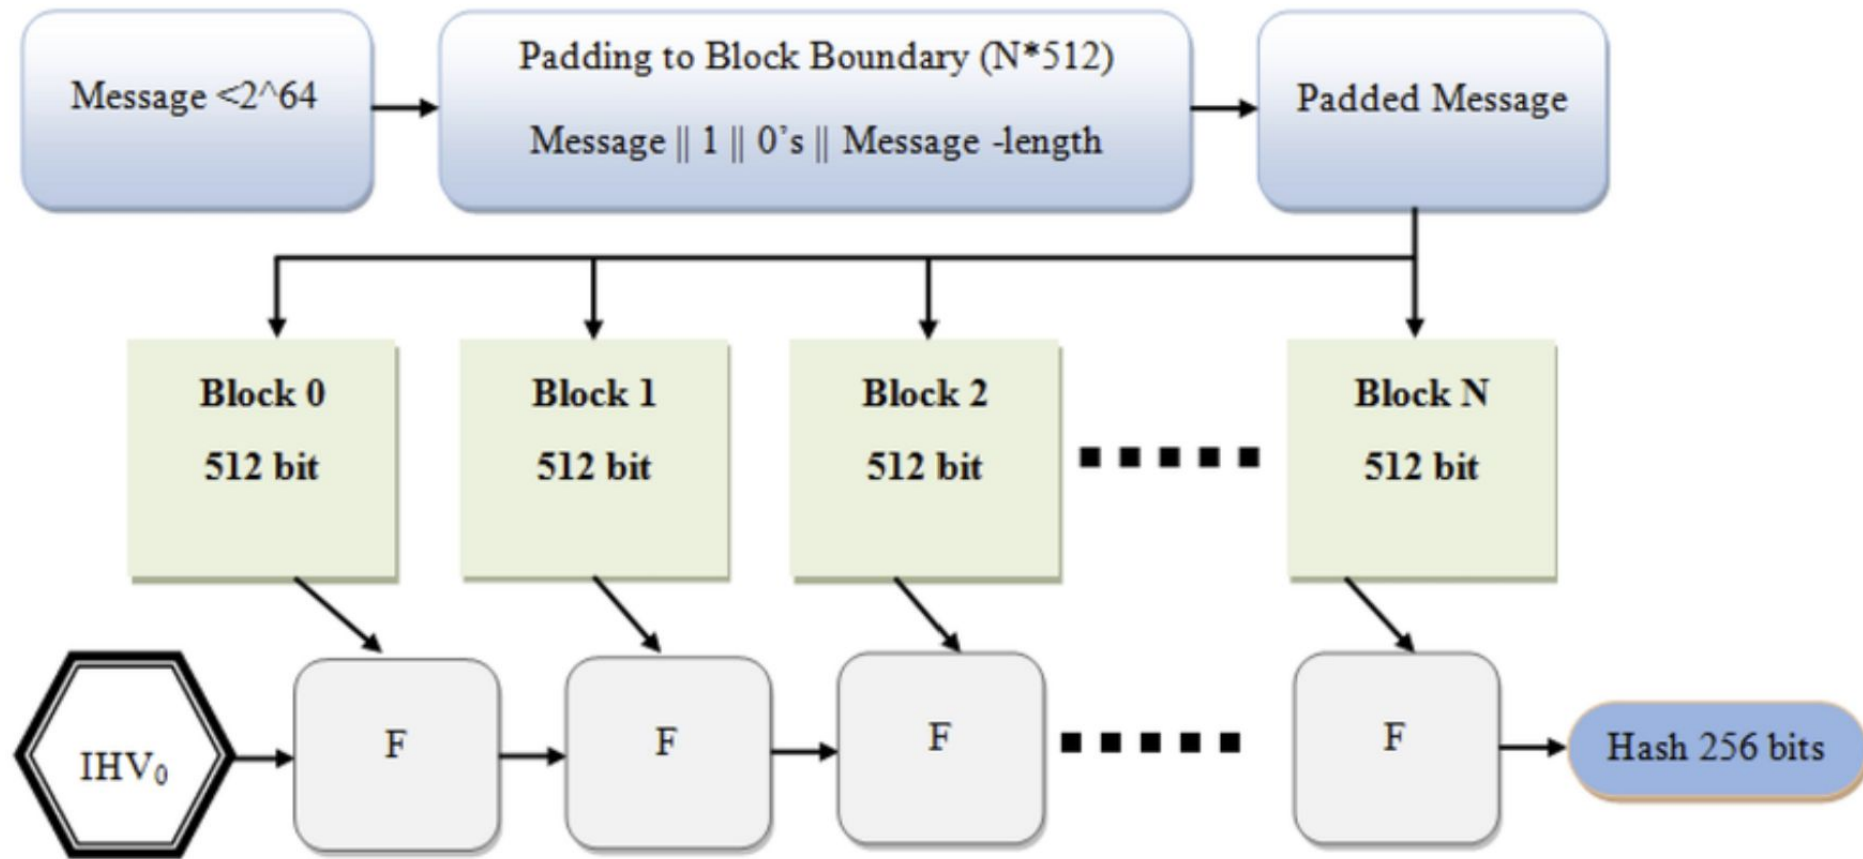 Message <2^64
Padding to Block Boundary (N*512)
Message || 1 || 0’s || Message -length
Padded Message
Block 0
512 bit
Block 1
512 bit
Block 2
512 bit
Block N
512 bit
IHV₀
F
F
F
F
Hash 256 bits